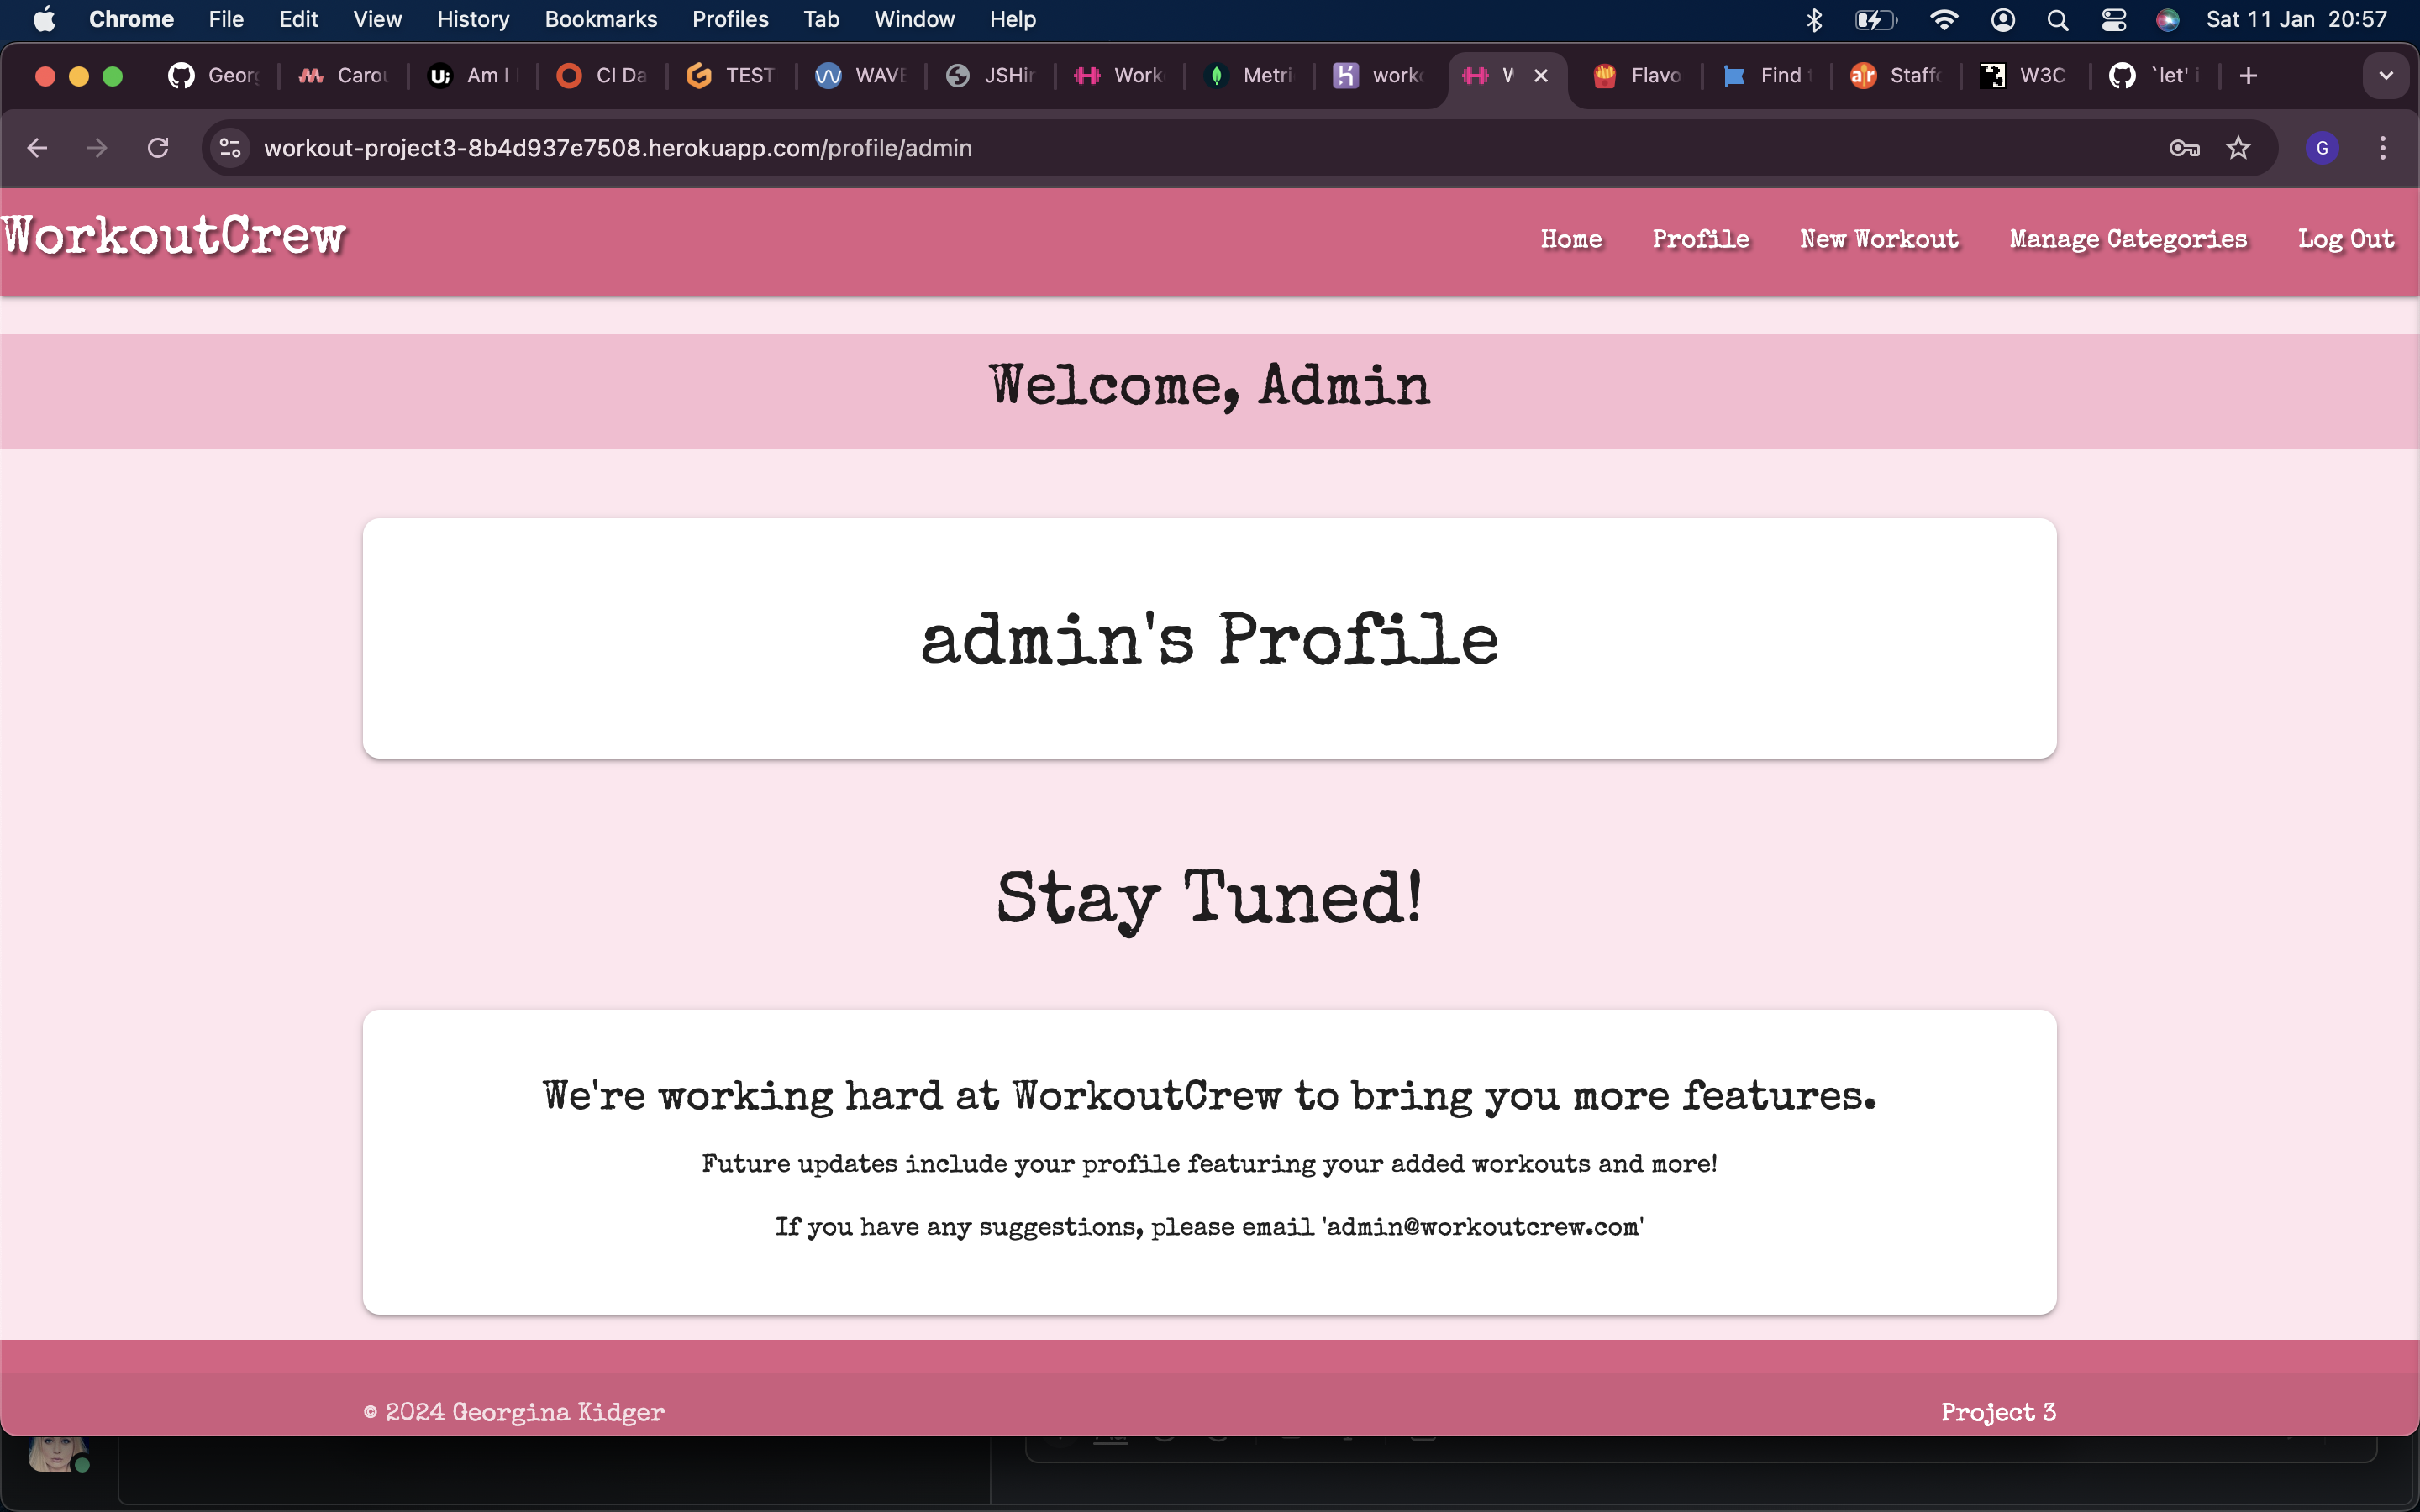 Chrome File Edit View History Bookmarks Profiles Tab Window Help Sat 11 Jan 20:57
Georg Carou Am I CI Da TEST WAVE JSHin Work Metri work W Flavo Find Staffo W3C `let' i
workout-project3-8b4d937e7508.herokuapp.com/profile/admin G
WorkoutCrew Home Profile New Workout Manage Categories Log Out
Welcome, Admin
admin's Profile
Stay Tuned!
We're working hard at WorkoutCrew to bring you more features.
Future updates include your profile featuring your added workouts and more!
If you have any suggestions, please email 'admin@workoutcrew.com'
© 2024 Georgina Kidger Project 3